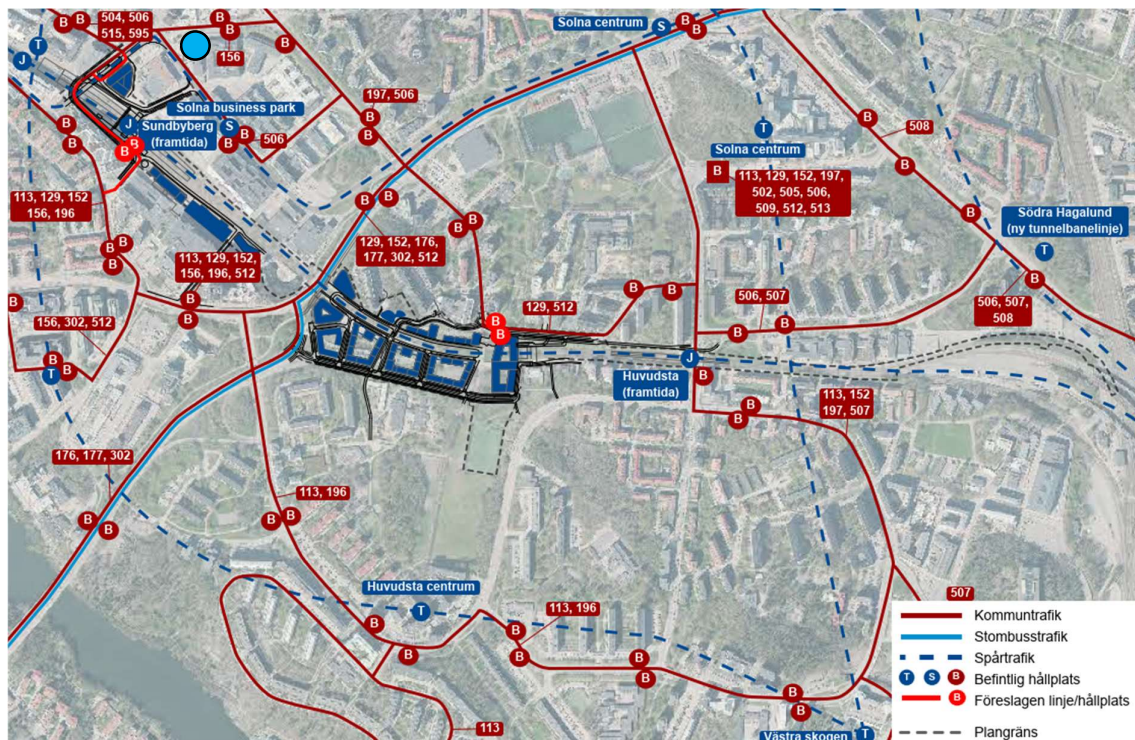 504, 506
515, 595
156
Solna centrum
S
B
B
T
J
Solna business park
J
Sundbyberg
(framtida)
S
B
506
197, 506
508
T
Solna centrum
B
113, 129, 152, 197,
502, 505, 506,
509, 512, 513
113, 129, 152
156, 196
129, 152, 176,
177, 302, 512
Södra Hagalund
(ny tunnelbanelinje)
T
113, 129, 152,
156, 196, 512
156, 302, 512
129, 512
506, 507
506, 507,
508
J
Huvudsta
(framtida)
B
113, 152
197, 507
176, 177, 302
113, 196
Huvudsta centrum
T
113, 196
507
113
Västra skogen
T
Kommuntrafik
Stombusstrafik
Spårtrafik
T S B Befintlig hållplats
B Föreslagen linje/hållplats
Plangräns